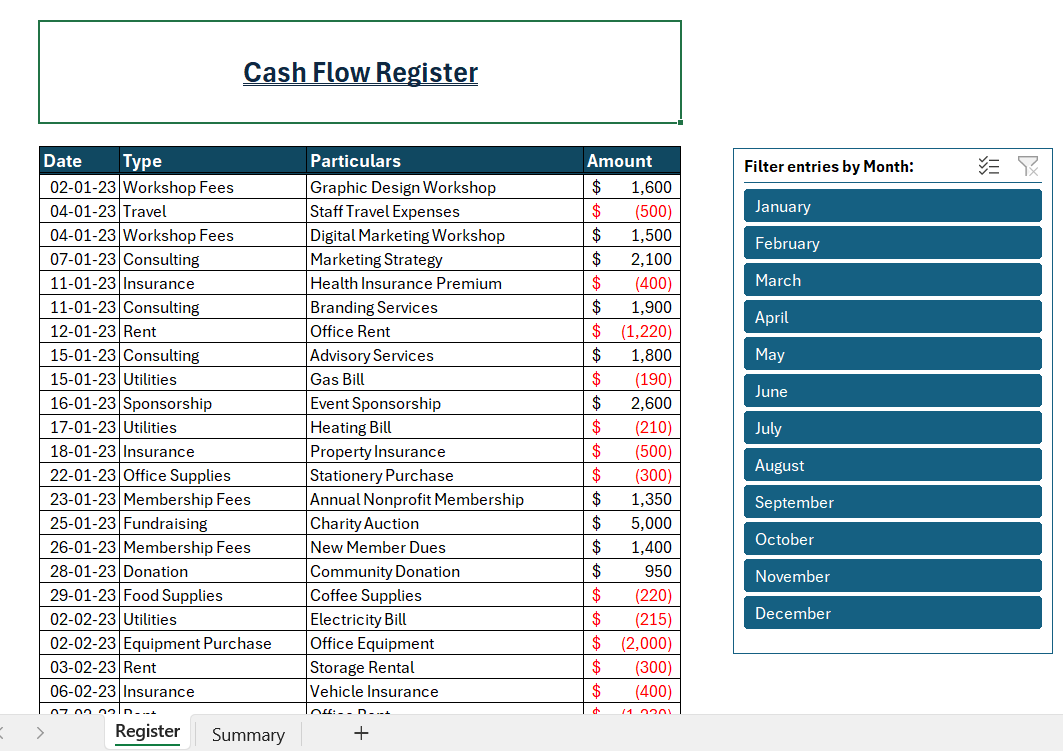 Cash Flow Register
Date Type Particulars Amount
02-01-23 Workshop Fees Graphic Design Workshop $ 1,600
04-01-23 Travel Staff Travel Expenses $ (500)
04-01-23 Workshop Fees Digital Marketing Workshop $ 1,500
07-01-23 Consulting Marketing Strategy $ 2,100
11-01-23 Insurance Health Insurance Premium $ (400)
11-01-23 Consulting Branding Services $ 1,900
12-01-23 Rent Office Rent $ (1,220)
15-01-23 Consulting Advisory Services $ 1,800
15-01-23 Utilities Gas Bill $ (190)
16-01-23 Sponsorship Event Sponsorship $ 2,600
17-01-23 Utilities Heating Bill $ (210)
18-01-23 Insurance Property Insurance $ (500)
22-01-23 Office Supplies Stationery Purchase $ (300)
23-01-23 Membership Fees Annual Nonprofit Membership $ 1,350
25-01-23 Fundraising Charity Auction $ 5,000
26-01-23 Membership Fees New Member Dues $ 1,400
28-01-23 Donation Community Donation $ 950
29-01-23 Food Supplies Coffee Supplies $ (220)
02-02-23 Utilities Electricity Bill $ (215)
02-02-23 Equipment Purchase Office Equipment $ (2,000)
03-02-23 Rent Storage Rental $ (300)
06-02-23 Insurance Vehicle Insurance $ (400)
Filter entries by Month:
January
February
March
April
May
June
July
August
September
October
November
December
Register Summary